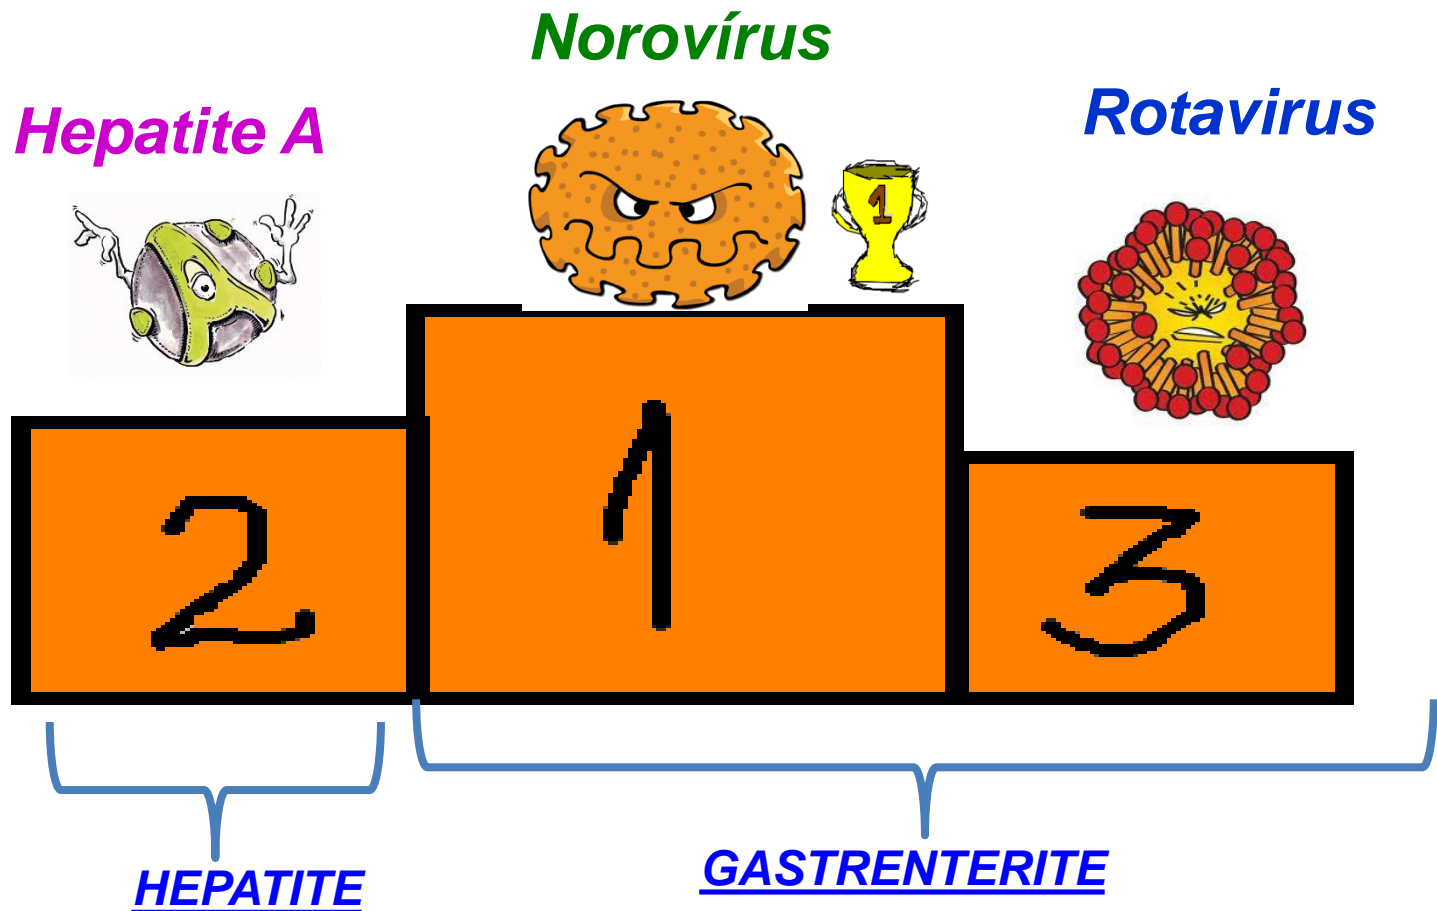 Norovírus
Hepatite A
Rotavirus
1
2
1
3
HEPATITE
GASTRENTERITE